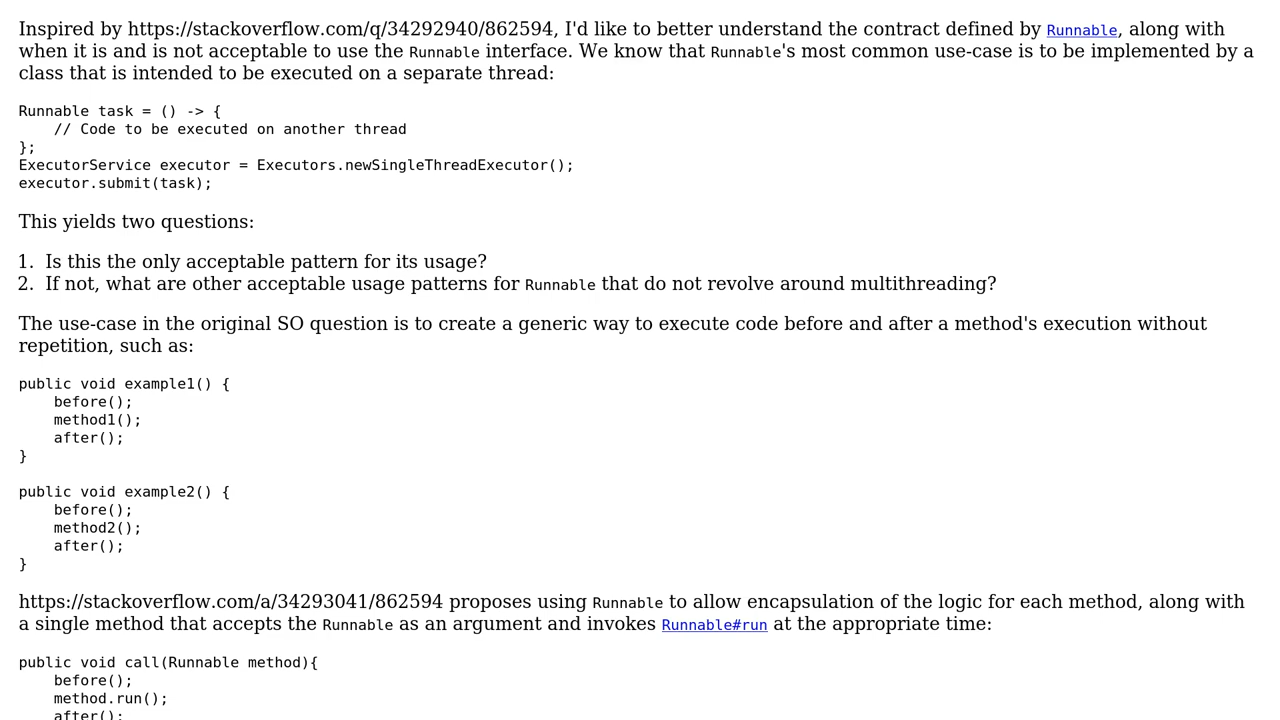 Inspired by https://stackoverflow.com/q/34292940/862594, I'd like to better understand the contract defined by Runnable, along with
when it is and is not acceptable to use the Runnable interface. We know that Runnable's most common use-case is to be implemented by a
class that is intended to be executed on a separate thread:
Runnable task = () -> {
    // Code to be executed on another thread
};
ExecutorService executor = Executors.newSingleThreadExecutor();
executor.submit(task);
This yields two questions:
1. Is this the only acceptable pattern for its usage?
2. If not, what are other acceptable usage patterns for Runnable that do not revolve around multithreading?
The use-case in the original SO question is to create a generic way to execute code before and after a method's execution without
repetition, such as:
public void example1() {
    before();
    method1();
    after();
}
public void example2() {
    before();
    method2();
    after();
}
https://stackoverflow.com/a/34293041/862594 proposes using Runnable to allow encapsulation of the logic for each method, along with
a single method that accepts the Runnable as an argument and invokes Runnable#run at the appropriate time:
public void call(Runnable method){
    before();
    method.run();
    after();